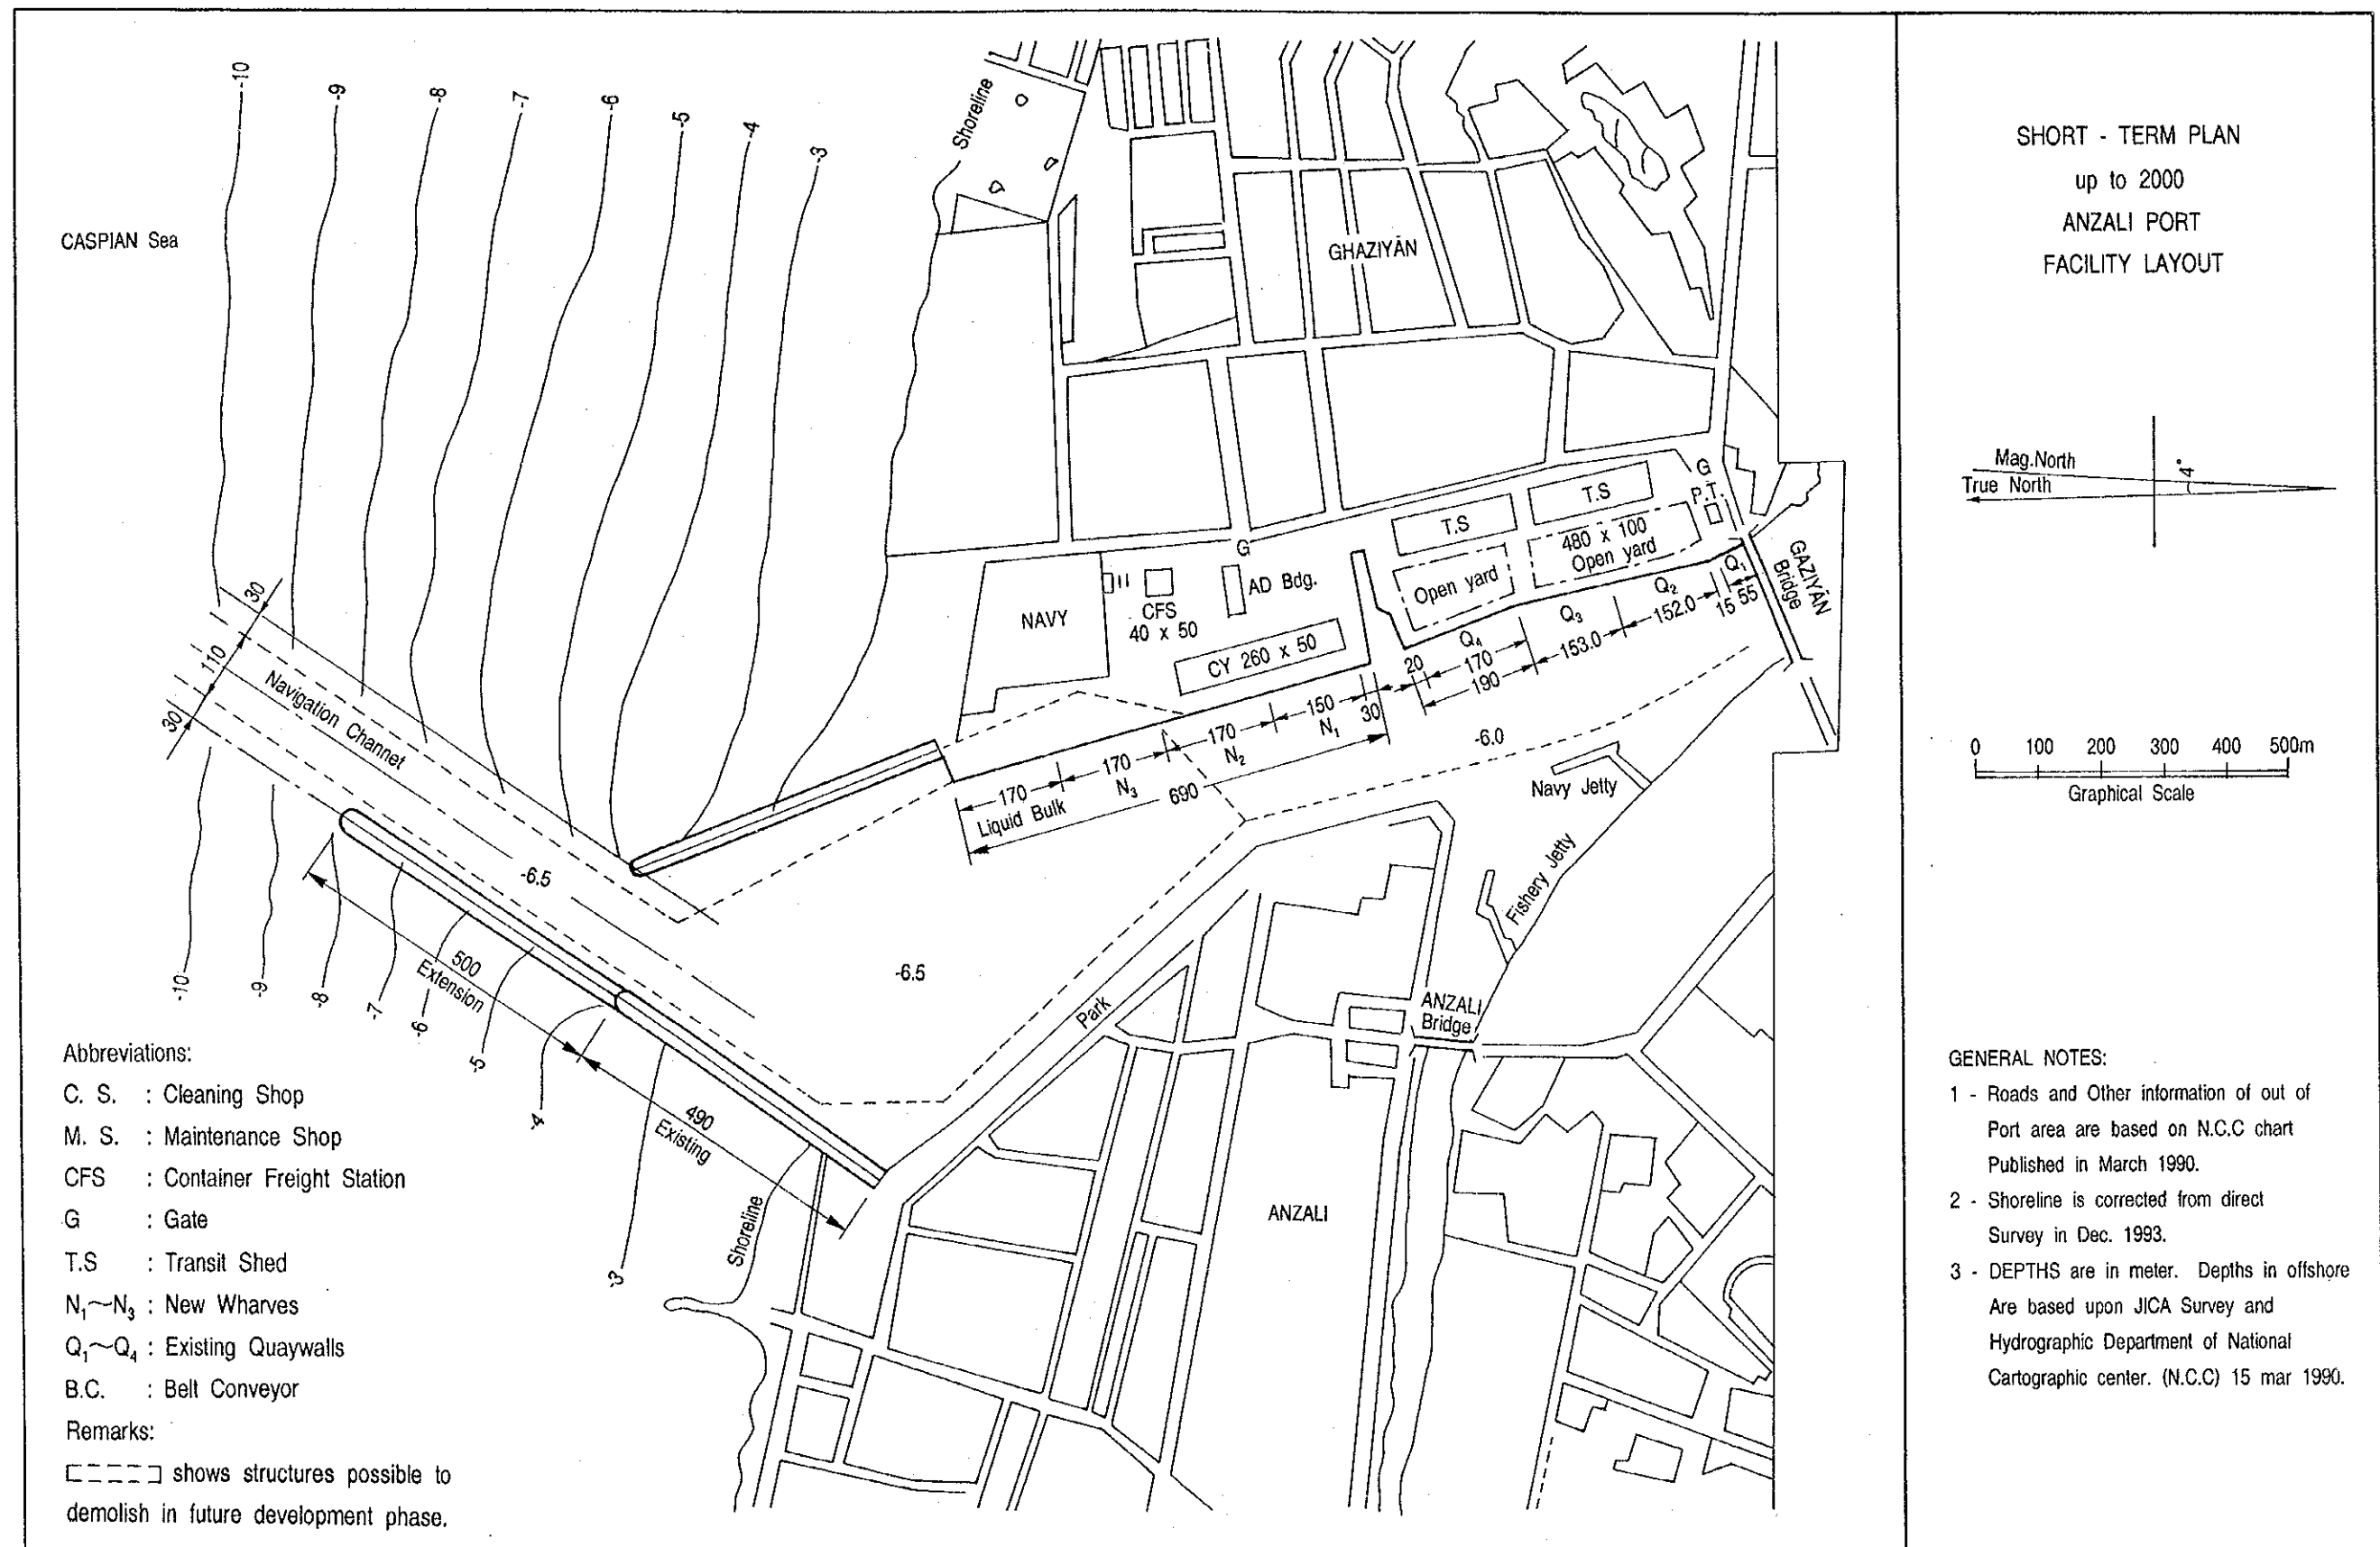 SHORT - TERM PLAN
up to 2000
ANZALI PORT
FACILITY LAYOUT
Mag.North
True North
4°
0 100 200 300 400 500m
Graphical Scale
GENERAL NOTES:
1 - Roads and Other information of out of
Port area are based on N.C.C chart
Published in March 1990.
2 - Shoreline is corrected from direct
Survey in Dec. 1993.
3 - DEPTHS are in meter. Depths in offshore
Are based upon JICA Survey and
Hydrographic Department of National
Cartographic center. (N.C.C) 15 mar 1990.
CASPIAN Sea
-10
-9
-8
-7
-6
-5
-4
-3
Shoreline
GHAZIYĀN
G
P.T.
T.S
T.S
480 x 100
Open yard
Open yard
GAZIYĀN
Bridge
G
AD Bdg.
CFS
40 x 50
NAVY
CY 260 x 50
Q₁
Q₂
Q₃
Q₄
55
15
152.0
153.0
170
190
20
30
150
N₁
170
N₂
170
N₃
170
Liquid Bulk
690
-6.0
Navy Jetty
Fishery Jetty
30
110
30
Navigation Channet
-6.5
-6.5
500
Extension
490
Existing
Park
ANZALI
Bridge
ANZALI
Shoreline
-10
-9
-8
-7
-6
-5
-4
-3
Abbreviations:
C. S. : Cleaning Shop
M. S. : Maintenance Shop
CFS : Container Freight Station
G : Gate
T.S : Transit Shed
N₁~N₃ : New Wharves
Q₁~Q₄ : Existing Quaywalls
B.C. : Belt Conveyor
Remarks:
shows structures possible to
demolish in future development phase.